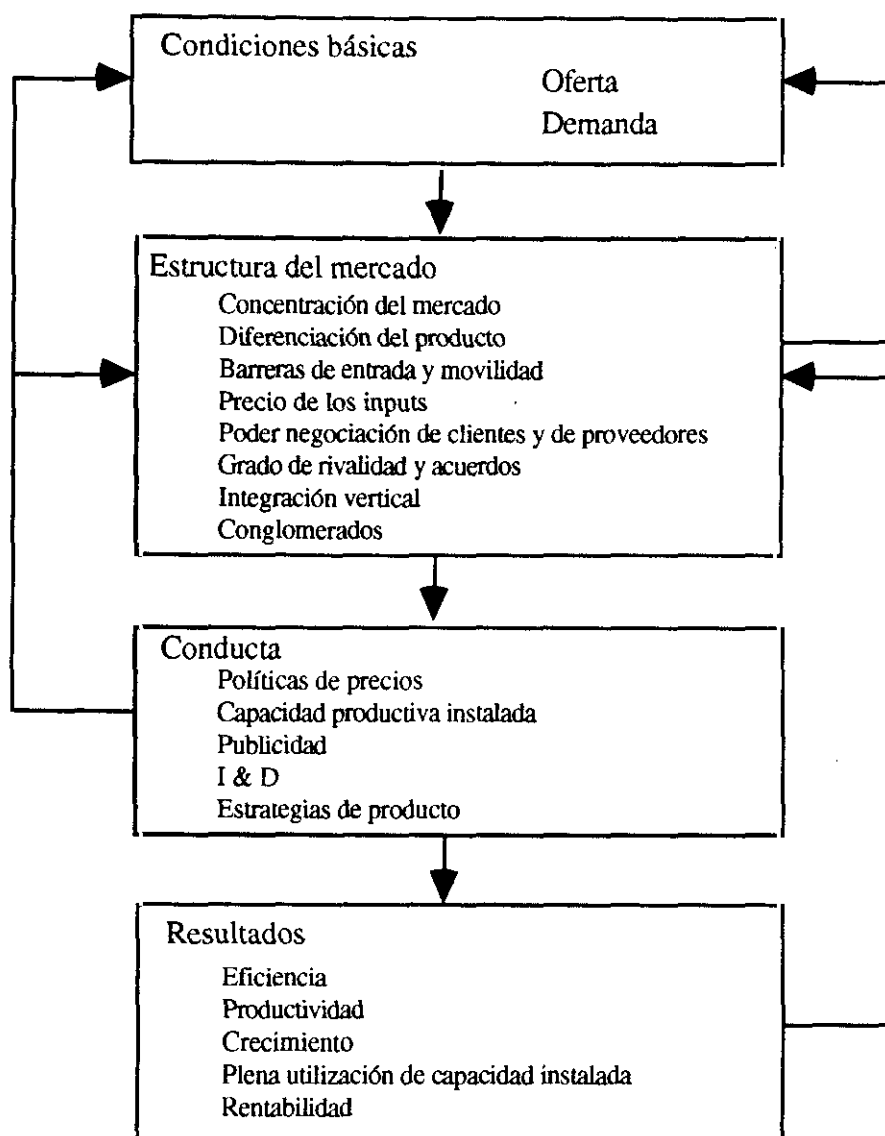 Condiciones básicas
Oferta
Demanda
Estructura del mercado
Concentración del mercado
Diferenciación del producto
Barreras de entrada y movilidad
Precio de los inputs
Poder negociación de clientes y de proveedores
Grado de rivalidad y acuerdos
Integración vertical
Conglomerados
Conducta
Políticas de precios
Capacidad productiva instalada
Publicidad
I & D
Estrategias de producto
Resultados
Eficiencia
Productividad
Crecimiento
Plena utilización de capacidad instalada
Rentabilidad